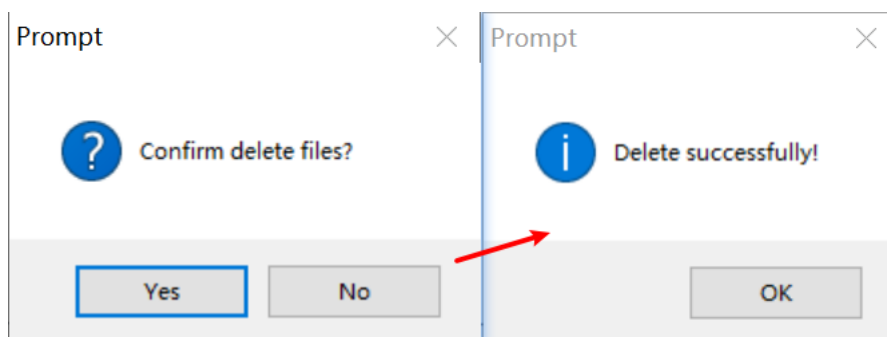 Prompt
Confirm delete files?
Yes
No
Prompt
Delete successfully!
OK